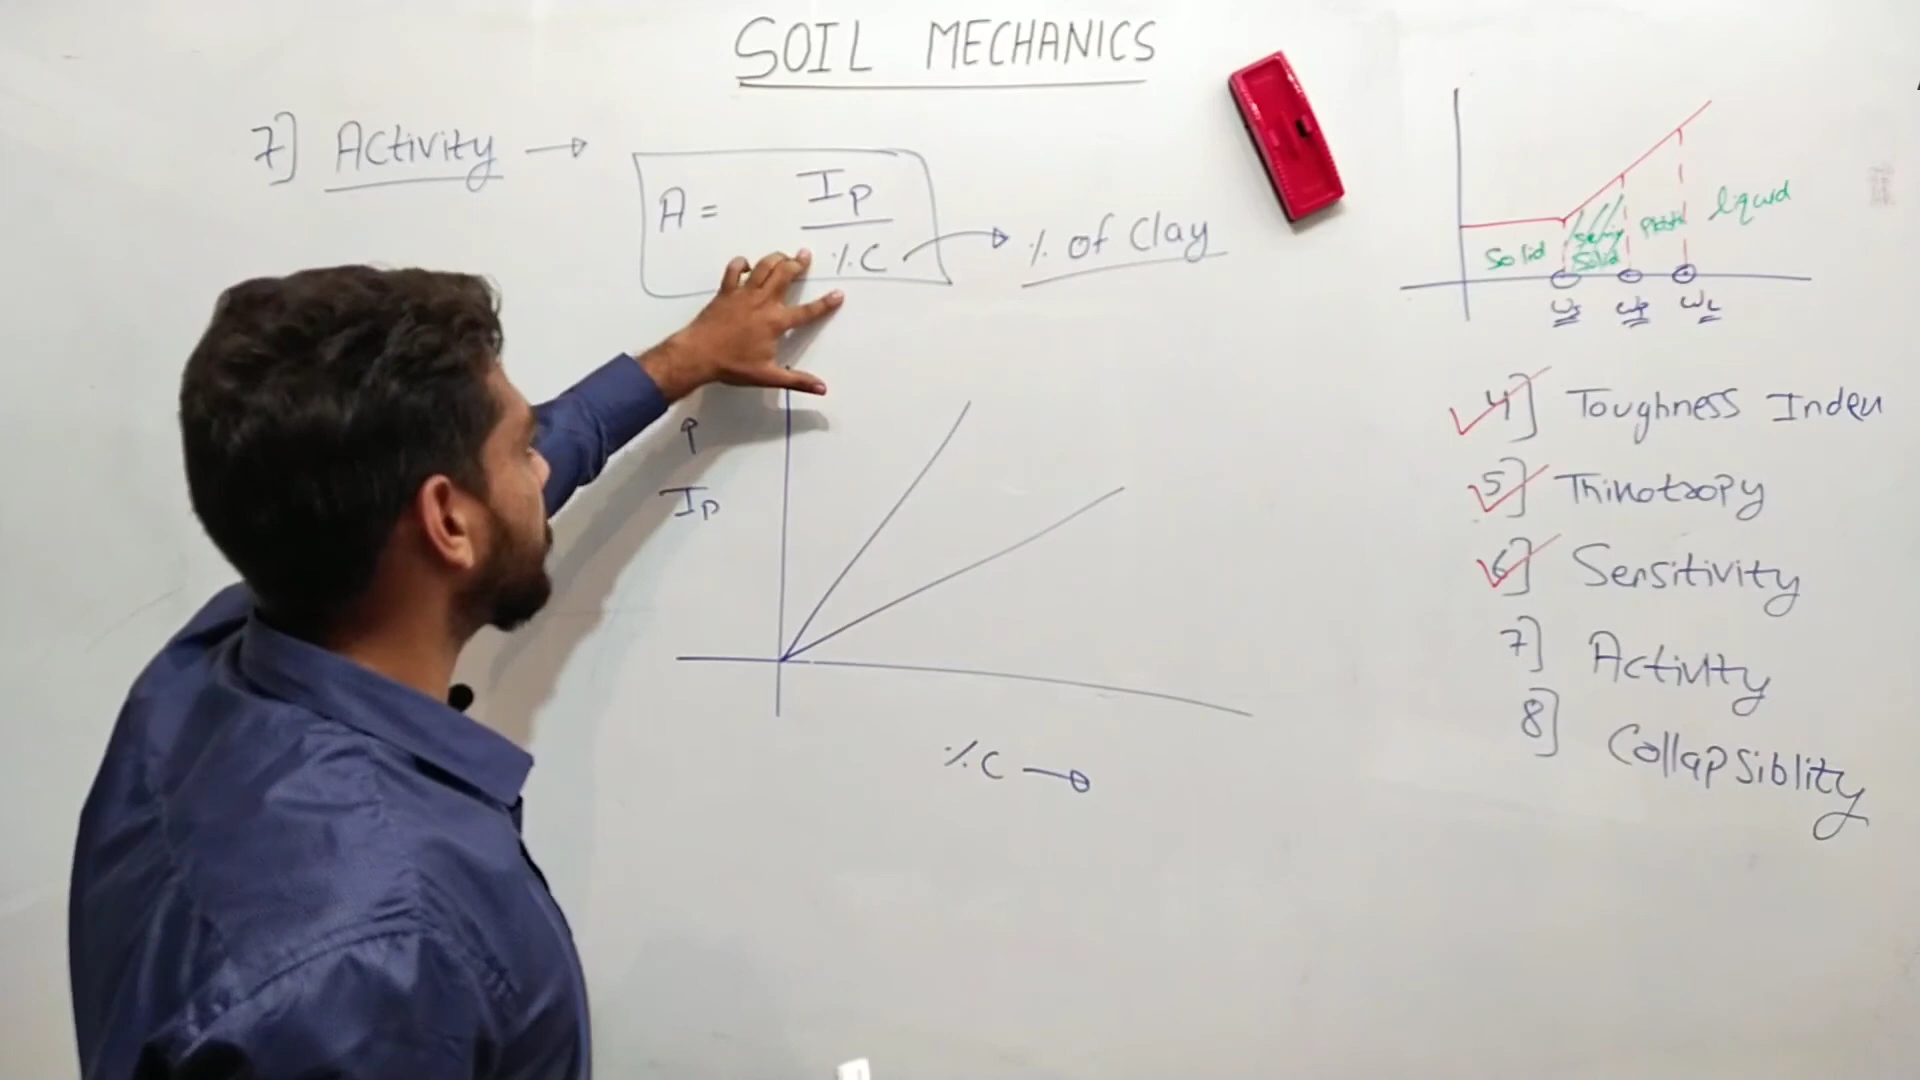 SOIL MECHANICS
7] Activity →
A = Ip / %C → % of Clay
↑
Ip
%C →
Solid Semi Solid Plastic liquid
ws wp wL
4] Toughness Index
5] Thixotropy
6] Sensitivity
7] Activity
8] Collapsiblity